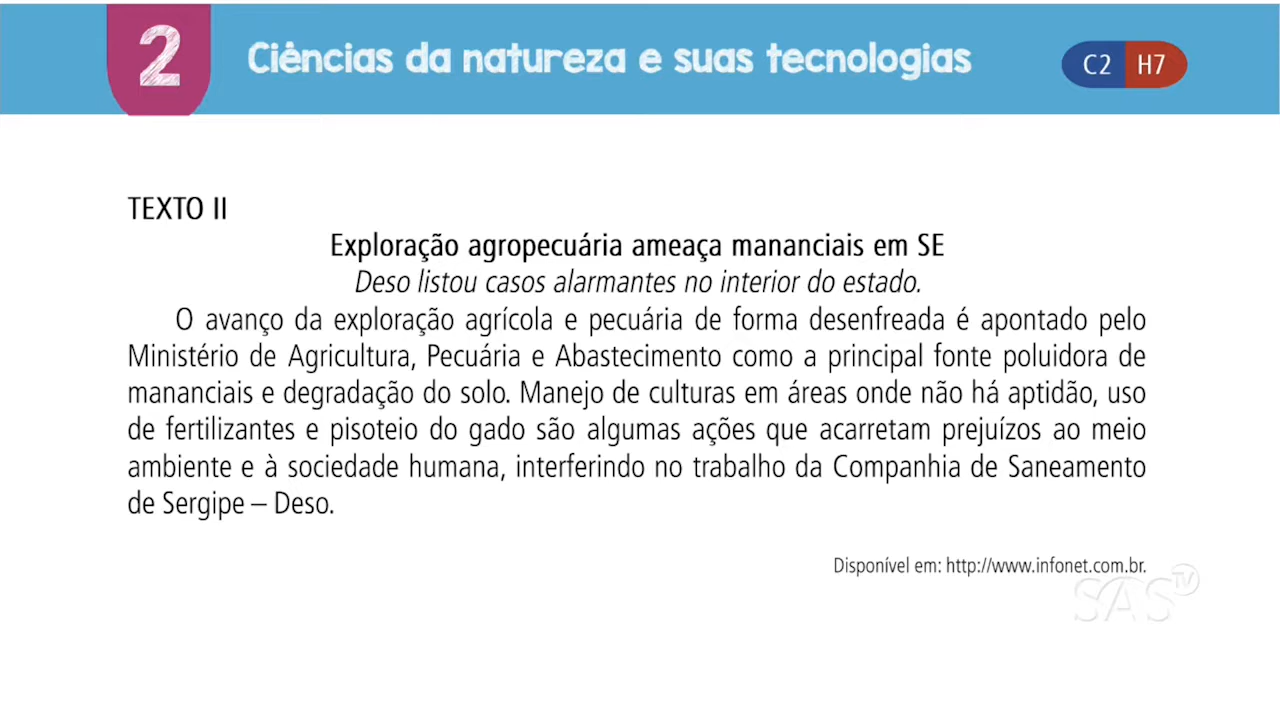 2
Ciências da natureza e suas tecnologias
C2 H7
TEXTO II
Exploração agropecuária ameaça mananciais em SE
Deso listou casos alarmantes no interior do estado.
O avanço da exploração agrícola e pecuária de forma desenfreada é apontado pelo
Ministério de Agricultura, Pecuária e Abastecimento como a principal fonte poluidora de
mananciais e degradação do solo. Manejo de culturas em áreas onde não há aptidão, uso
de fertilizantes e pisoteio do gado são algumas ações que acarretam prejuízos ao meio
ambiente e à sociedade humana, interferindo no trabalho da Companhia de Saneamento
de Sergipe – Deso.
Disponível em: http://www.infonet.com.br.
SAS TV